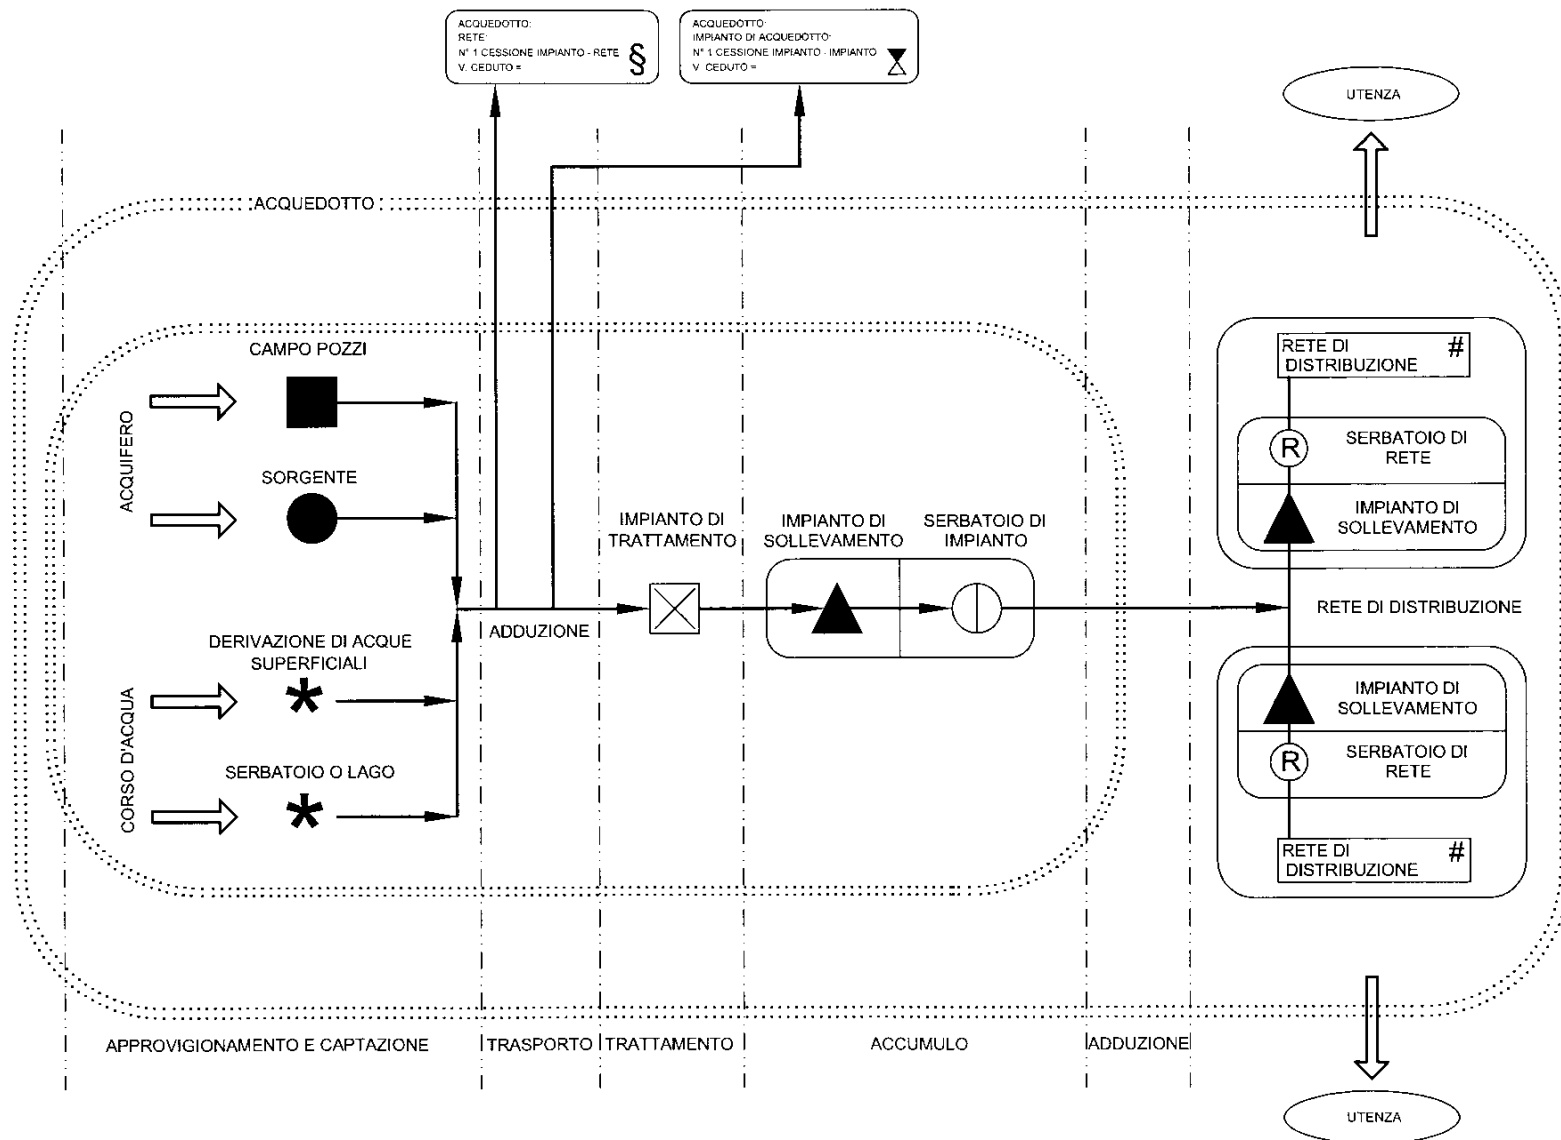 ACQUEDOTTO:
RETE:
N° 1 CESSIONE IMPIANTO - RETE
V. CEDUTO =
§
ACQUEDOTTO:
IMPIANTO DI ACQUEDOTTO:
N° 1 CESSIONE IMPIANTO - IMPIANTO
V CEDUTO =
UTENZA
ACQUEDOTTO
CAMPO POZZI
ACQUIFERO
SORGENTE
DERIVAZIONE DI ACQUE
SUPERFICIALI
*
CORSO D'ACQUA
SERBATOIO O LAGO
*
ADDUZIONE
IMPIANTO DI
TRATTAMENTO
IMPIANTO DI
SOLLEVAMENTO
SERBATOIO DI
IMPIANTO
RETE DI
DISTRIBUZIONE #
R
SERBATOIO DI
RETE
IMPIANTO DI
SOLLEVAMENTO
RETE DI DISTRIBUZIONE
IMPIANTO DI
SOLLEVAMENTO
R
SERBATOIO DI
RETE
RETE DI
DISTRIBUZIONE #
APPROVIGIONAMENTO E CAPTAZIONE
TRASPORTO
TRATTAMENTO
ACCUMULO
ADDUZIONE
UTENZA